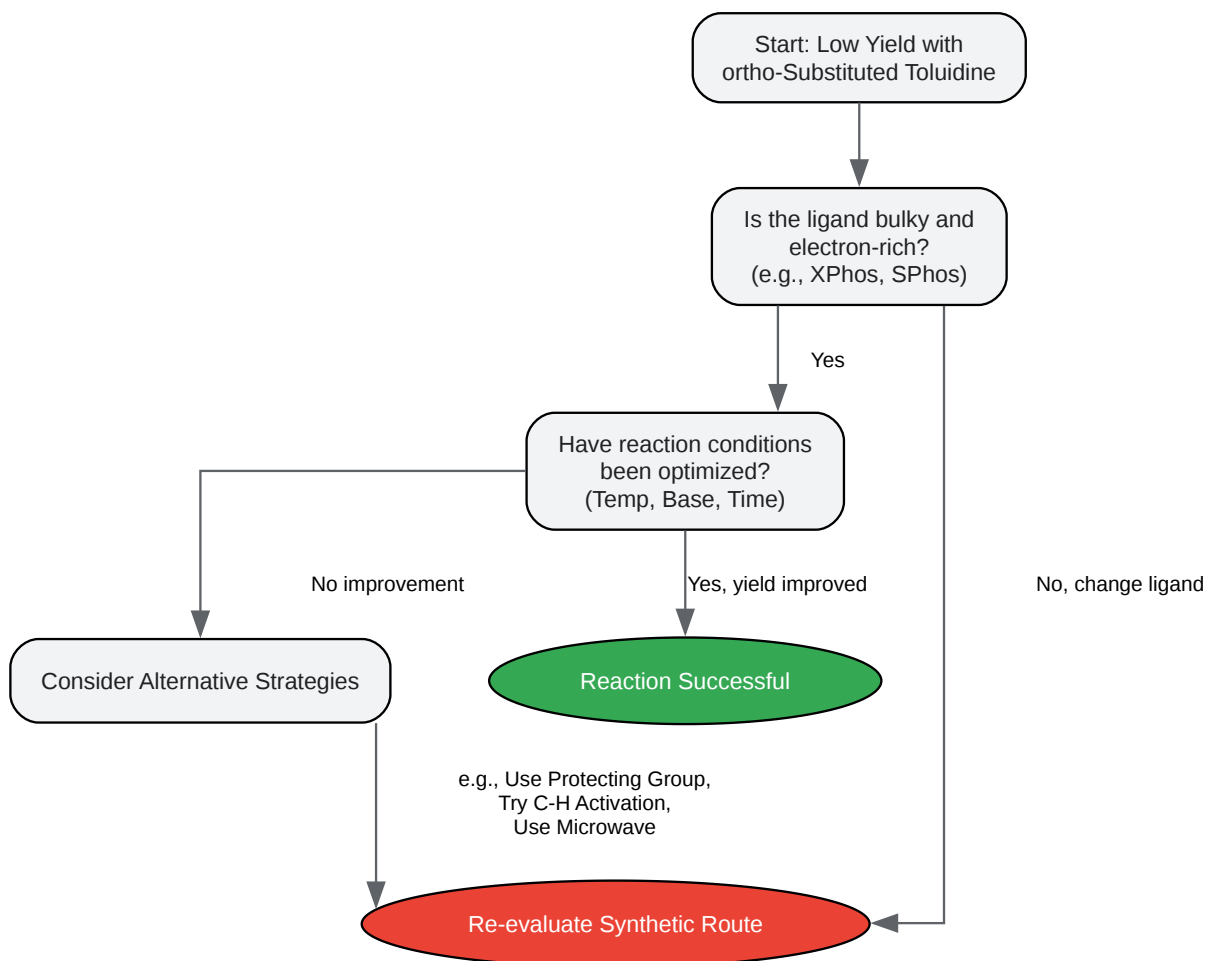 Start: Low Yield with
ortho-Substituted Toluidine
Is the ligand bulky and
electron-rich?
(e.g., XPhos, SPhos)
Yes
Have reaction conditions
been optimized?
(Temp, Base, Time)
No improvement
Yes, yield improved
No, change ligand
Consider Alternative Strategies
Reaction Successful
e.g., Use Protecting Group,
Try C-H Activation,
Use Microwave
Re-evaluate Synthetic Route